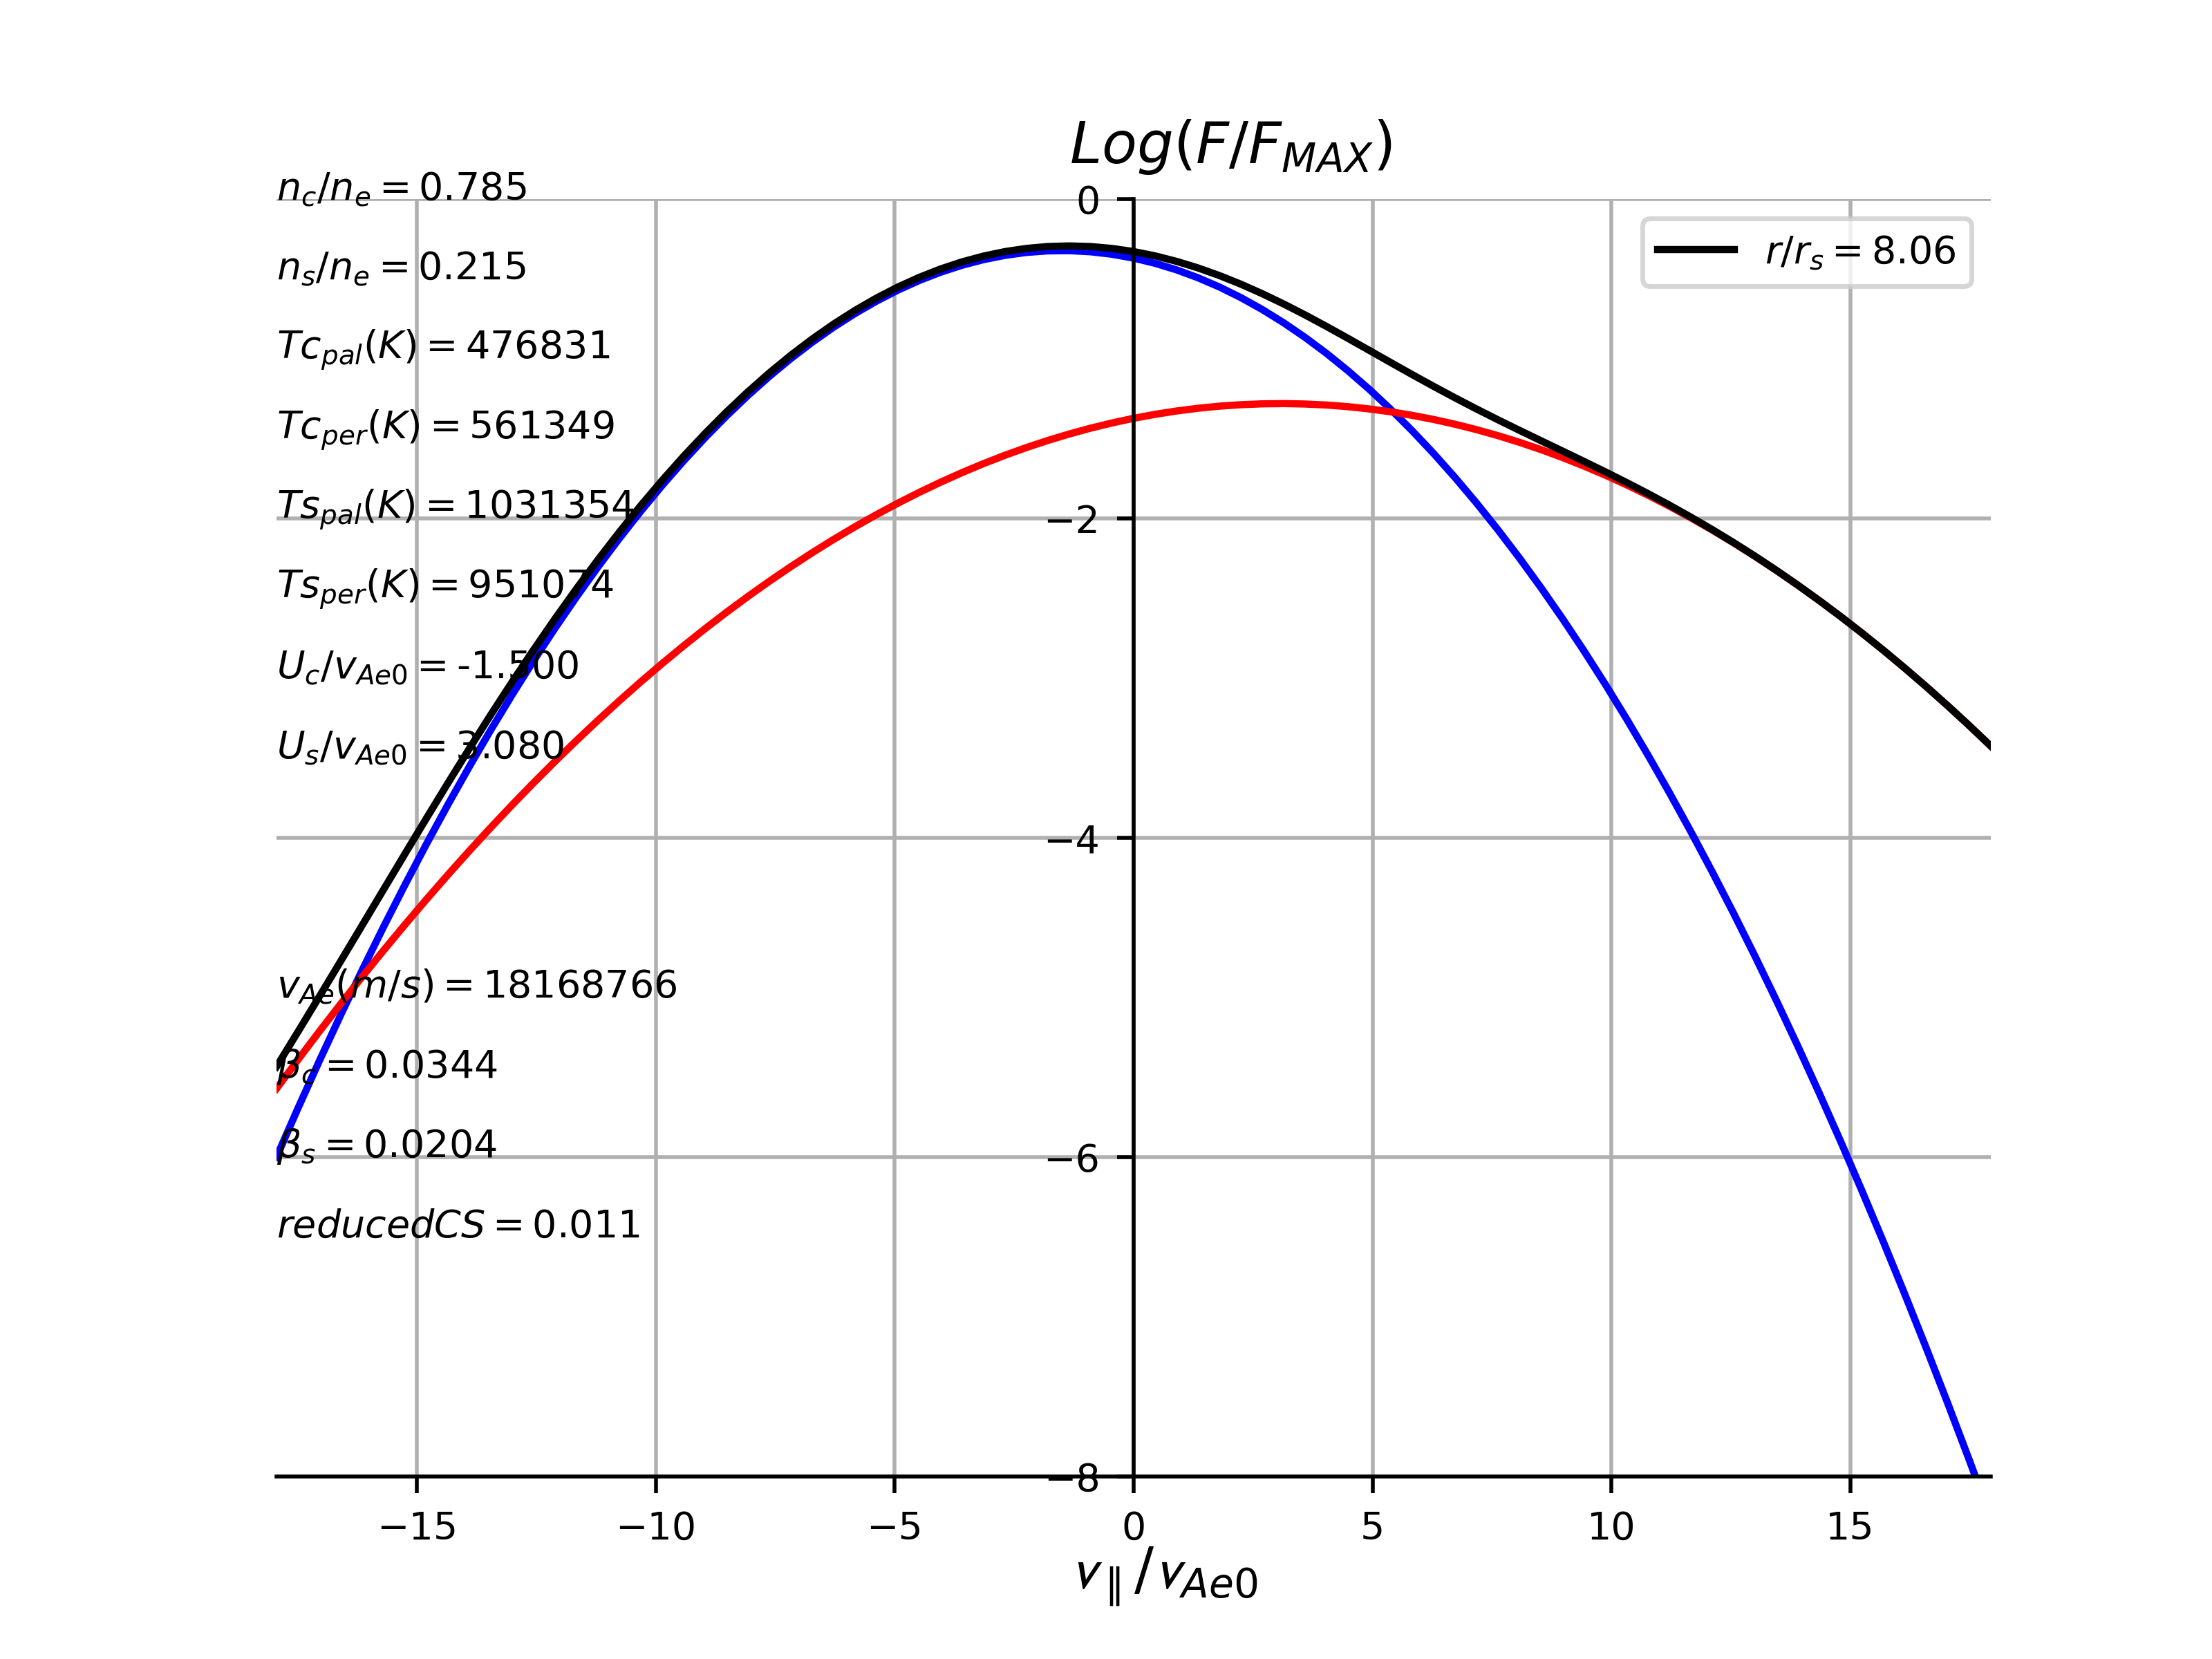 Log(F/F_MAX)
n_c/n_e = 0.785
0
r/r_s = 8.06
n_s/n_e = 0.215
Tc_pal(K) = 476831
Tc_per(K) = 561349
Ts_pal(K) = 1031354
−2
Ts_per(K) = 951074
U_c/v_Ae0 = -1.500
U_s/v_Ae0 = 3.080
−4
v_Ae(m/s) = 18168766
β_c = 0.0344
β_s = 0.0204
−6
reducedCS = 0.011
−8
−15 −10 −5 0 5 10 15
v_∥/v_Ae0